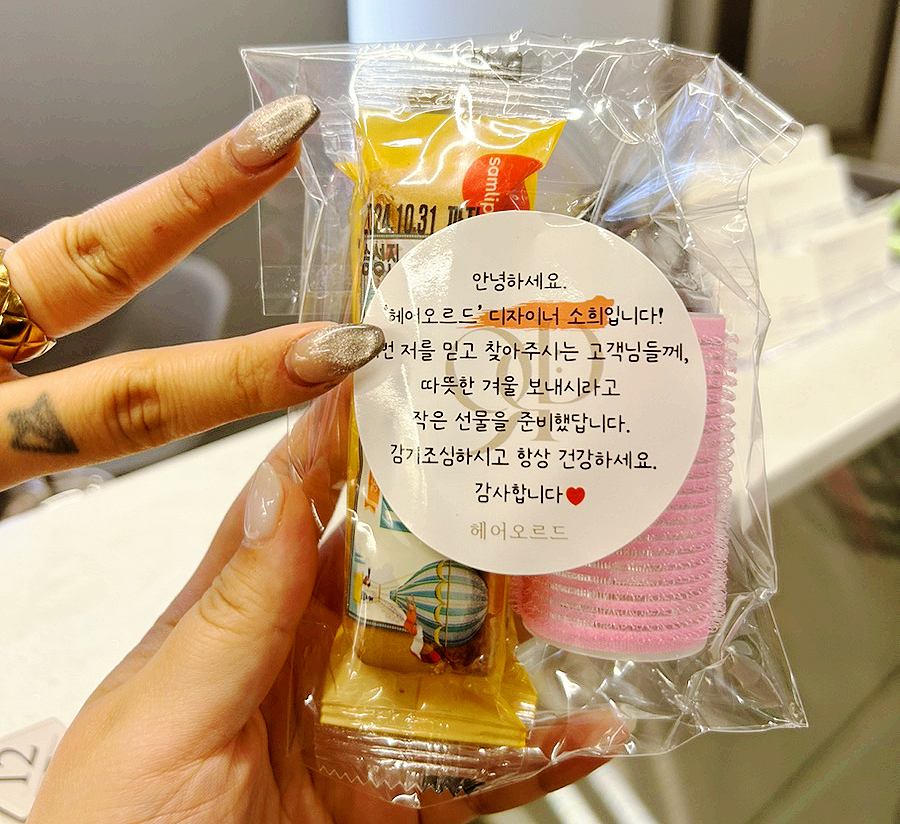 samlip
2024.10.31
안녕하세요.
'헤어오르드' 디자이너 소희입니다!
저를 믿고 찾아주시는 고객님들께,
따뜻한 겨울 보내시라고
작은 선물을 준비했답니다.
감기조심하시고 항상 건강하세요.
감사합니다❤
헤어오르드
12